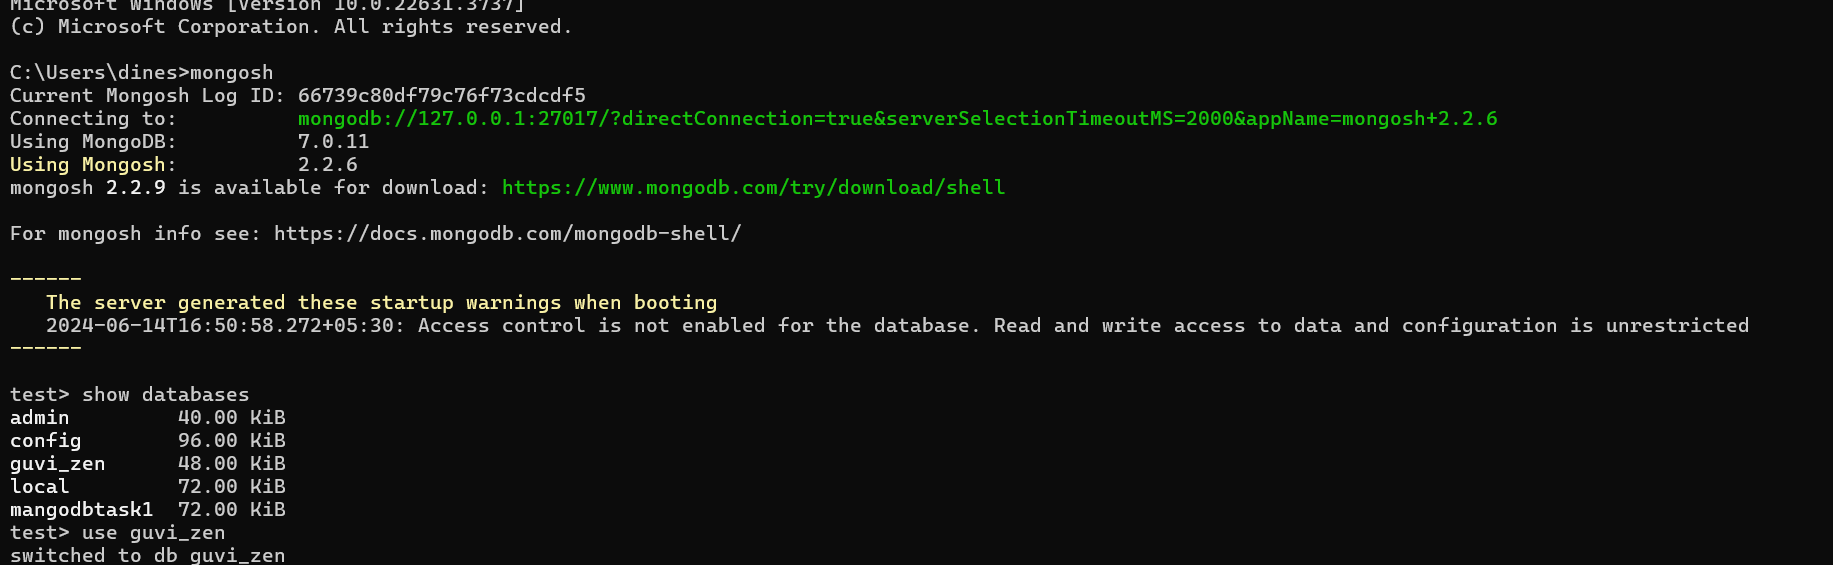 Microsoft Windows [Version 10.0.22631.3737]
(c) Microsoft Corporation. All rights reserved.
C:\Users\dines>mongosh
Current Mongosh Log ID: 66739c80df79c76f73cdcdf5
Connecting to:          mongodb://127.0.0.1:27017/?directConnection=true&serverSelectionTimeoutMS=2000&appName=mongosh+2.2.6
Using MongoDB:          7.0.11
Using Mongosh:          2.2.6
mongosh 2.2.9 is available for download: https://www.mongodb.com/try/download/shell
For mongosh info see: https://docs.mongodb.com/mongodb-shell/
------
   The server generated these startup warnings when booting
   2024-06-14T16:50:58.272+05:30: Access control is not enabled for the database. Read and write access to data and configuration is unrestricted
------
test> show databases
admin         40.00 KiB
config        96.00 KiB
guvi_zen      48.00 KiB
local         72.00 KiB
mangodbtask1  72.00 KiB
test> use guvi_zen
switched to db guvi_zen